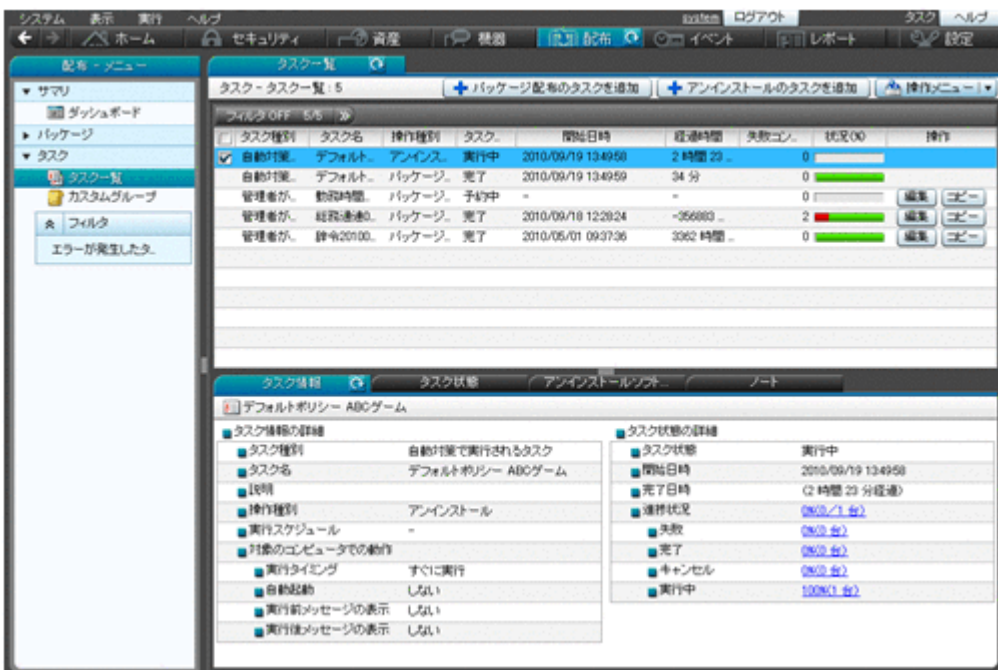 システム 表示 実行 ヘルプ system ログアウト タスク ヘルプ
ホーム セキュリティ 資産 機器 配布 イベント レポート 設定
配布 - メニュー
サマリ
ダッシュボード
パッケージ
タスク
タスク一覧
カスタムグループ
フィルタ
エラーが発生したタ...
タスク一覧
タスク - タスク一覧 : 5 パッケージ配布のタスクを追加 アンインストールのタスクを追加 操作メニュー
フィルタ OFF 5/5
タスク種別 タスク名 操作種別 タスク... 開始日時 経過時間 失敗コン... 状況(%) 操作
自動対策... デフォルト... アンインス... 実行中 2010/09/19 13:49:58 2 時間 23 ... 0
自動対策... デフォルト... パッケージ... 完了 2010/09/19 13:49:59 34 分 0
管理者が... 勤務時間... パッケージ... 予約中 - - 0 編集 コピー
管理者が... 総務連絡0... パッケージ... 完了 2010/09/18 12:28:24 -356883 ... 2 編集 コピー
管理者が... 辞令20100... パッケージ... 完了 2010/05/01 09:37:36 3362 時間 ... 0 編集 コピー
タスク情報 タスク状態 アンインストールソフト... ノート
デフォルトポリシー ABCゲーム
タスク情報の詳細
タスク種別 自動対策で実行されるタスク
タスク名 デフォルトポリシー ABCゲーム
説明
操作種別 アンインストール
実行スケジュール -
対象のコンピュータでの動作
実行タイミング すぐに実行
自動起動 しない
実行前メッセージの表示 しない
実行後メッセージの表示 しない
タスク状態の詳細
タスク状態 実行中
開始日時 2010/09/19 13:49:58
完了日時 (2 時間 23 分経過)
進捗状況 0%(0／1 台)
失敗 0%(0 台)
完了 0%(0 台)
キャンセル 0%(0 台)
実行中 100%(1 台)